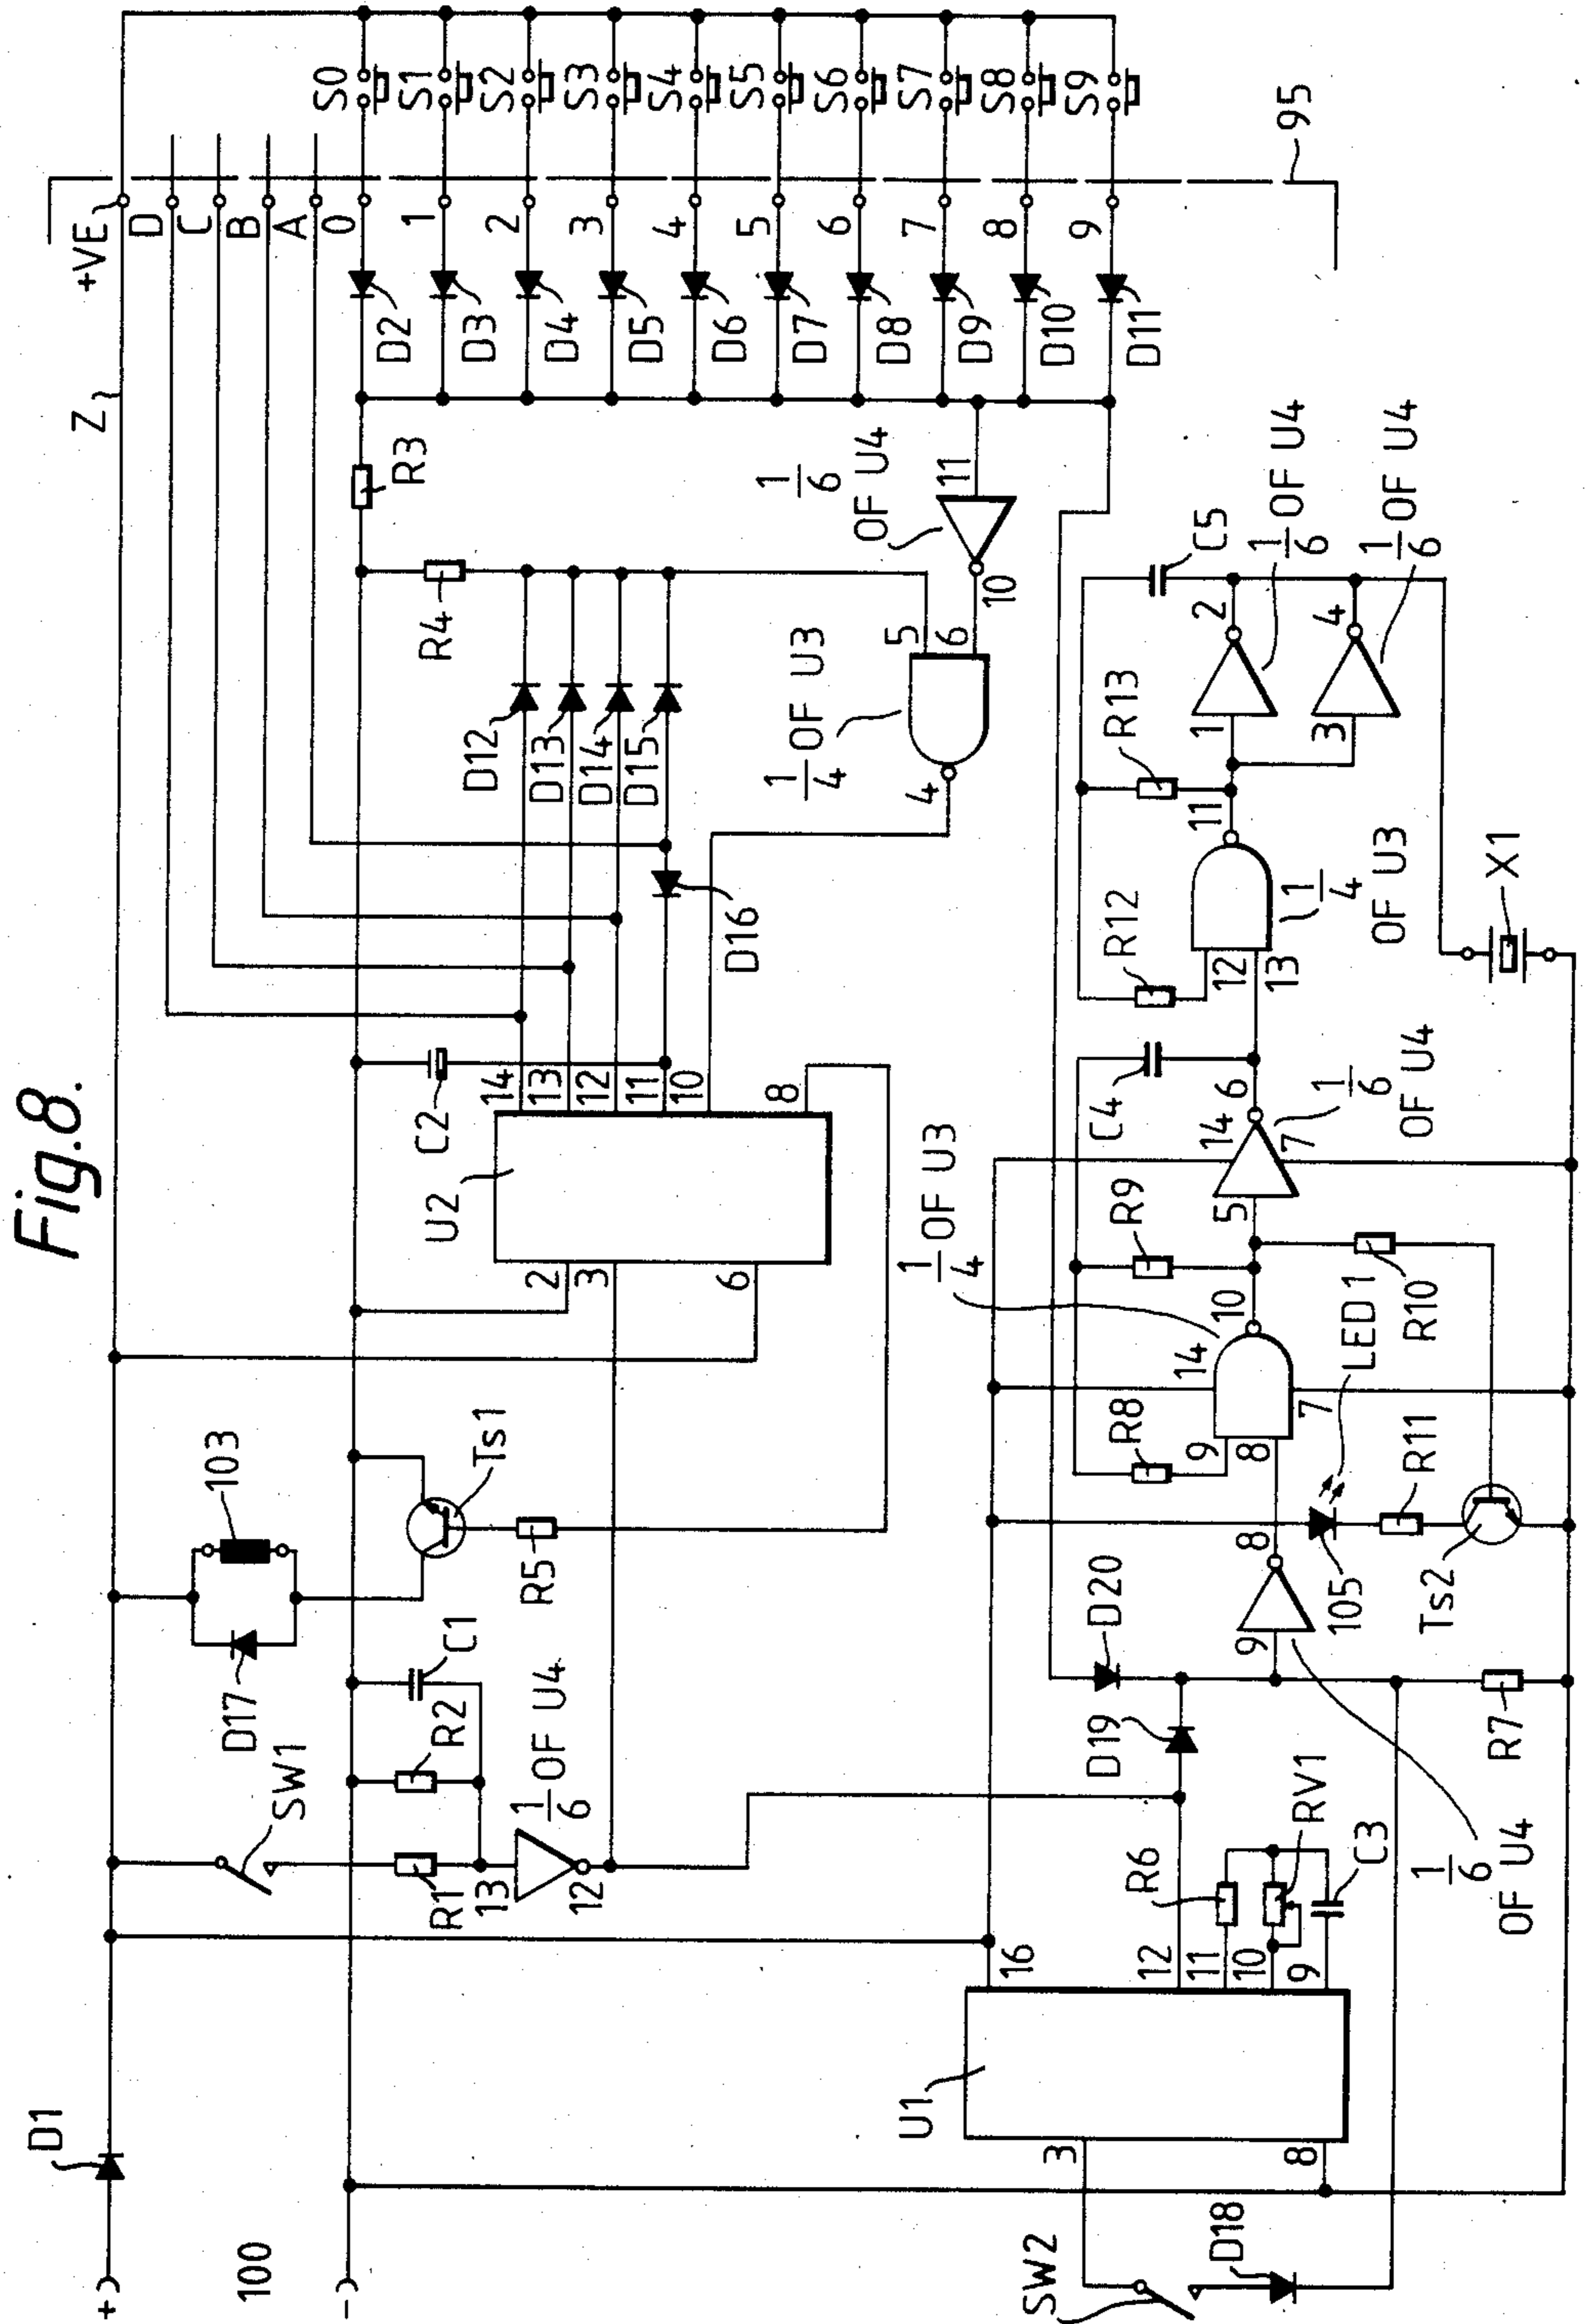 Fig.8.
D1
+
100
-
Z
+VE
D
C
B
A
0
1
2
3
4
5
6
7
8
9
S0
S1
S2
S3
S4
S5
S6
S7
S8
S9
95
D2
D3
D4
D5
D6
D7
D8
D9
D10
D11
R3
R4
D12
D13
D14
D15
D16
1/6
OF U4
11
10
5
6
4
1/4 OF U3
C2
14
13
12
11
10
8
U2
2
3
6
103
D17
Ts1
R5
SW1
R1
R2
C1
13
12
1/6 OF U4
U1
16
12
11
10
9
3
8
R6
RV1
C3
SW2
D18
D19
D20
R7
9
8
1/6
OF U4
LED 1
105
R11
Ts2
R10
R8
9
8
14
7
10
1/4 OF U3
R9
5
14
7
6
C4
1/6
OF U4
R12
12
13
11
1/4
OF U3
R13
1
2
3
4
C5
1/6 OF U4
1/6 OF U4
X1